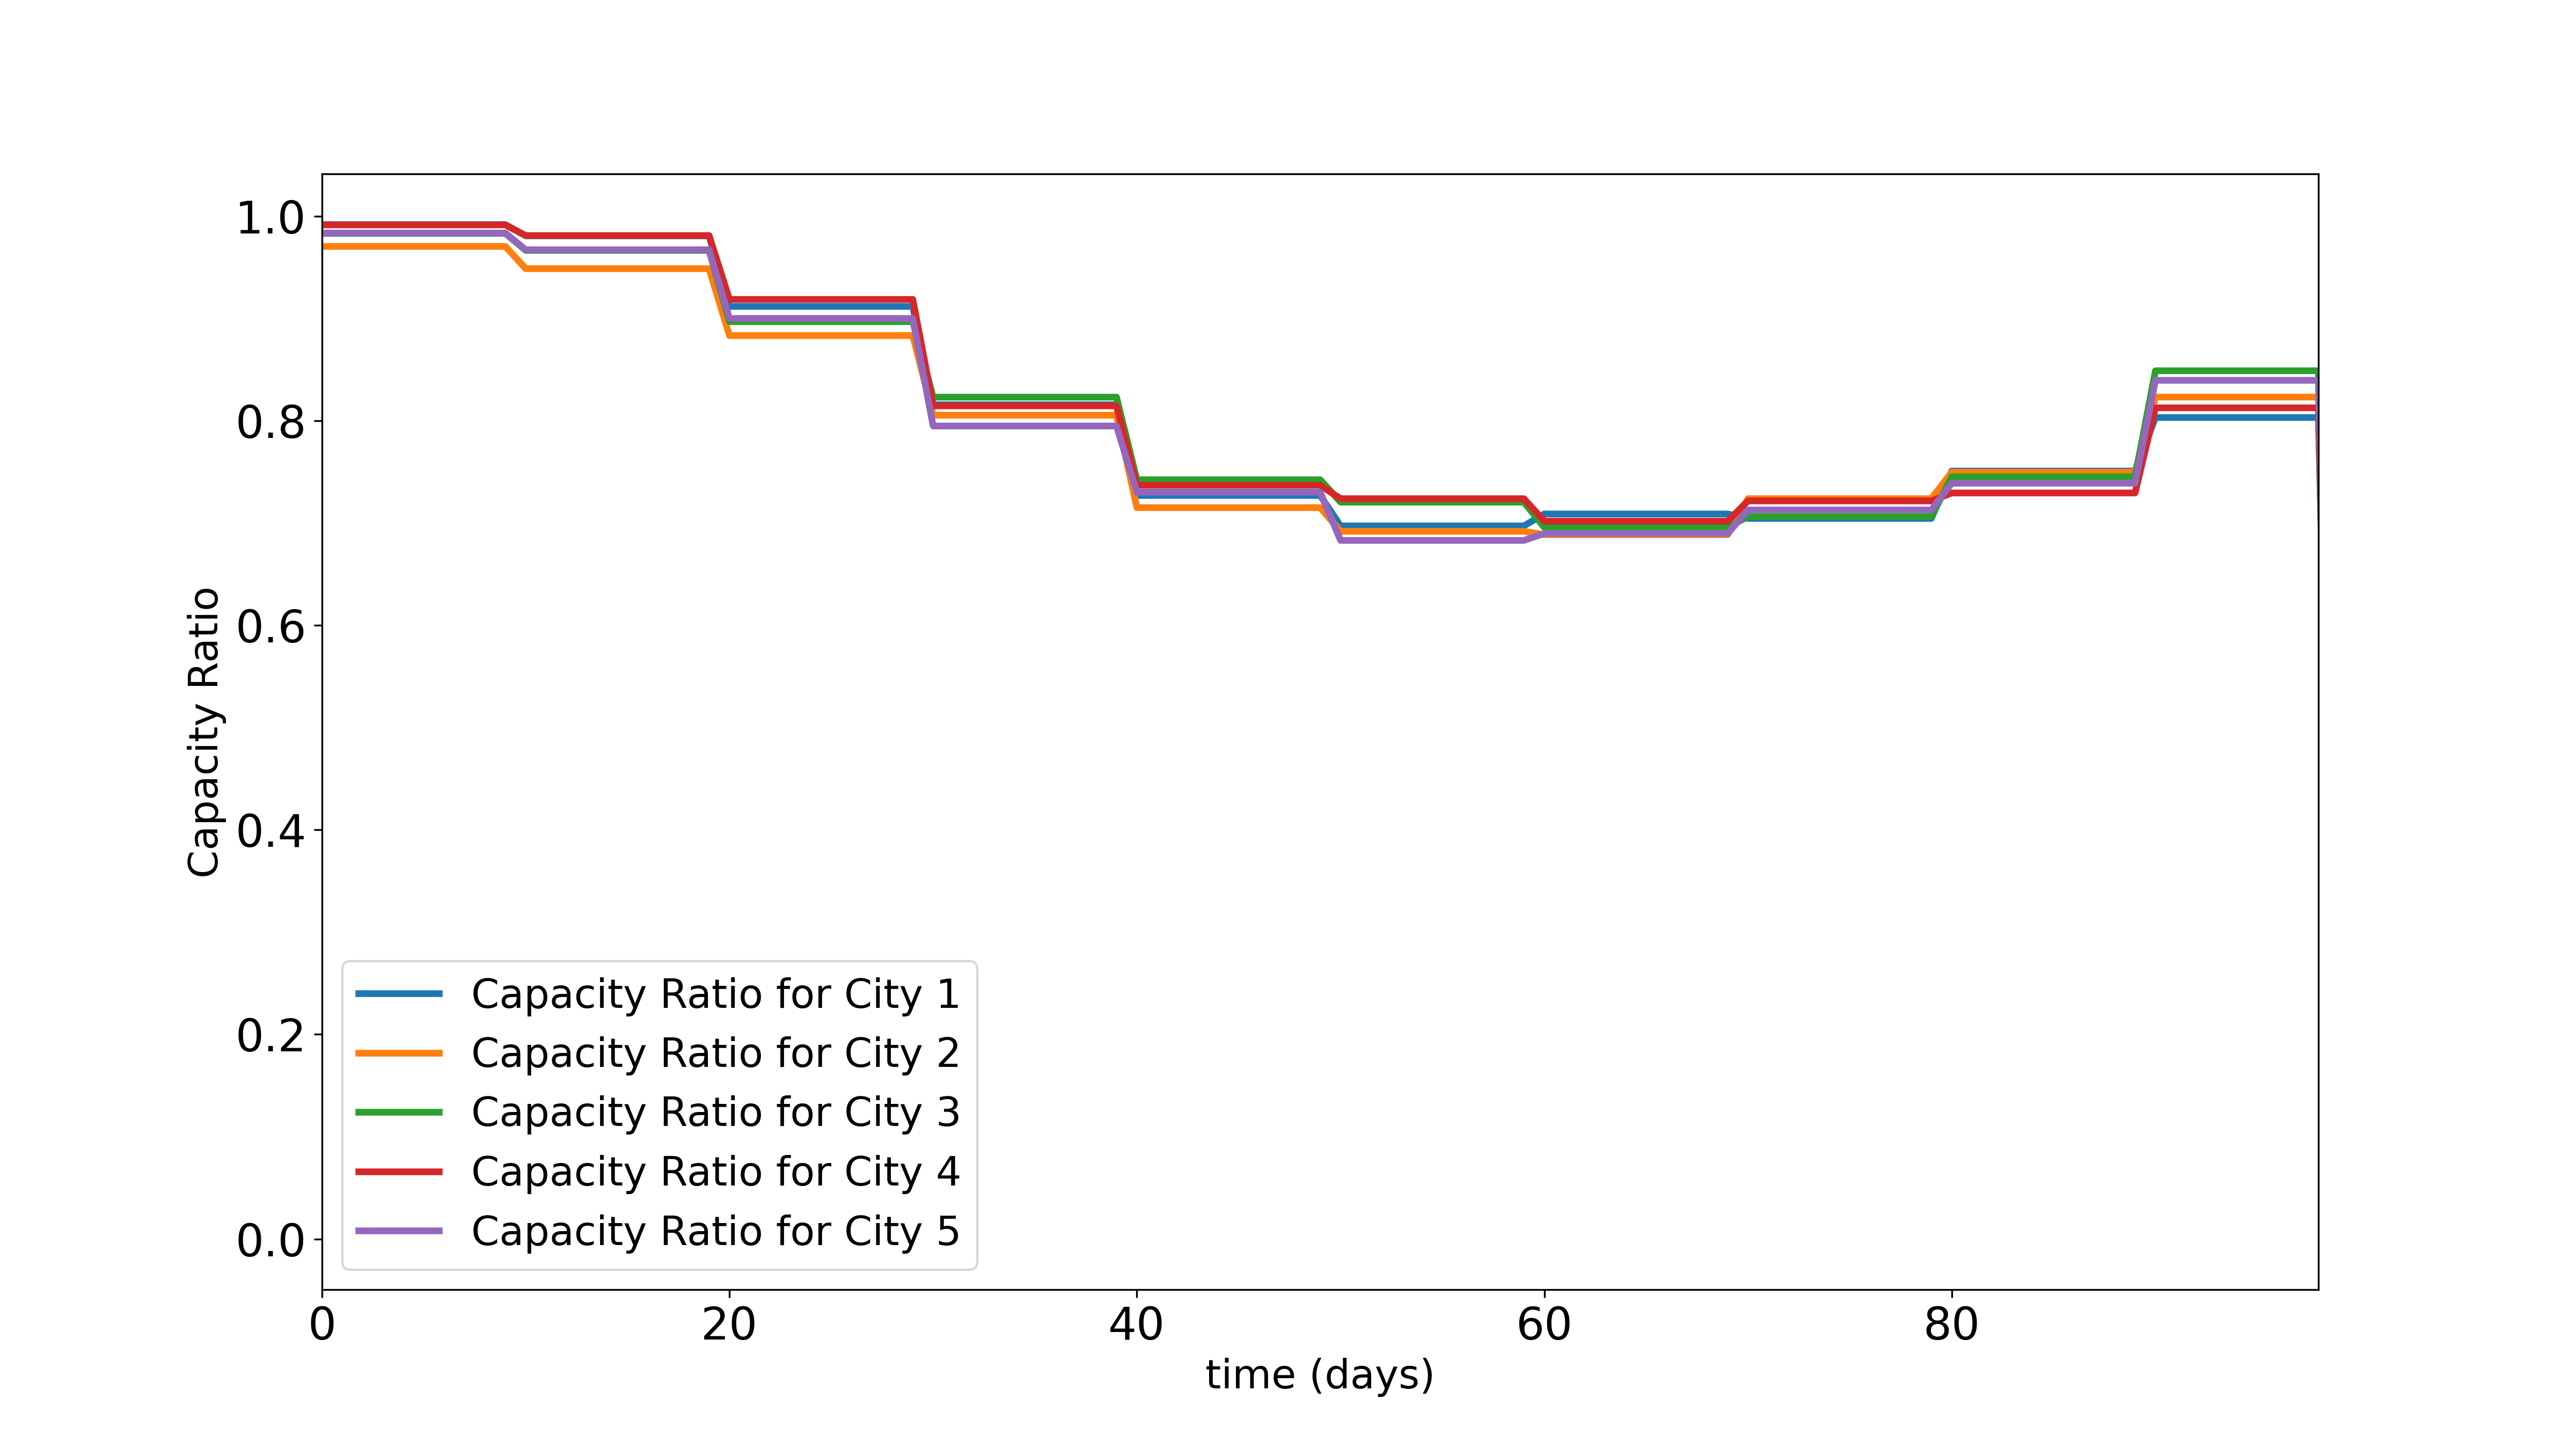 1.0
0.8
0.6
0.4
0.2
0.0
Capacity Ratio
Capacity Ratio for City 1
Capacity Ratio for City 2
Capacity Ratio for City 3
Capacity Ratio for City 4
Capacity Ratio for City 5
0 20 40 60 80
time (days)